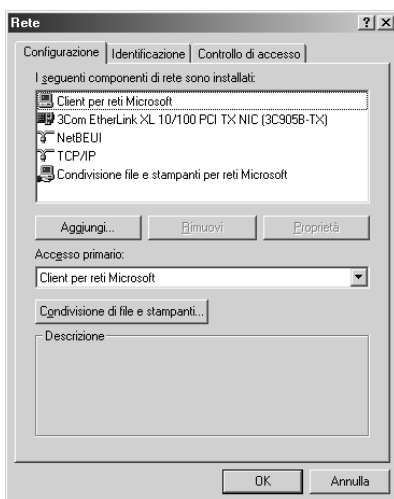 Rete
Configurazione Identificazione Controllo di accesso
I seguenti componenti di rete sono installati:
Client per reti Microsoft
3Com EtherLink XL 10/100 PCI TX NIC (3C905B-TX)
NetBEUI
TCP/IP
Condivisione file e stampanti per reti Microsoft
Aggiungi... Rimuovi Proprietà
Accesso primario:
Client per reti Microsoft
Condivisione di file e stampanti...
Descrizione
OK Annulla